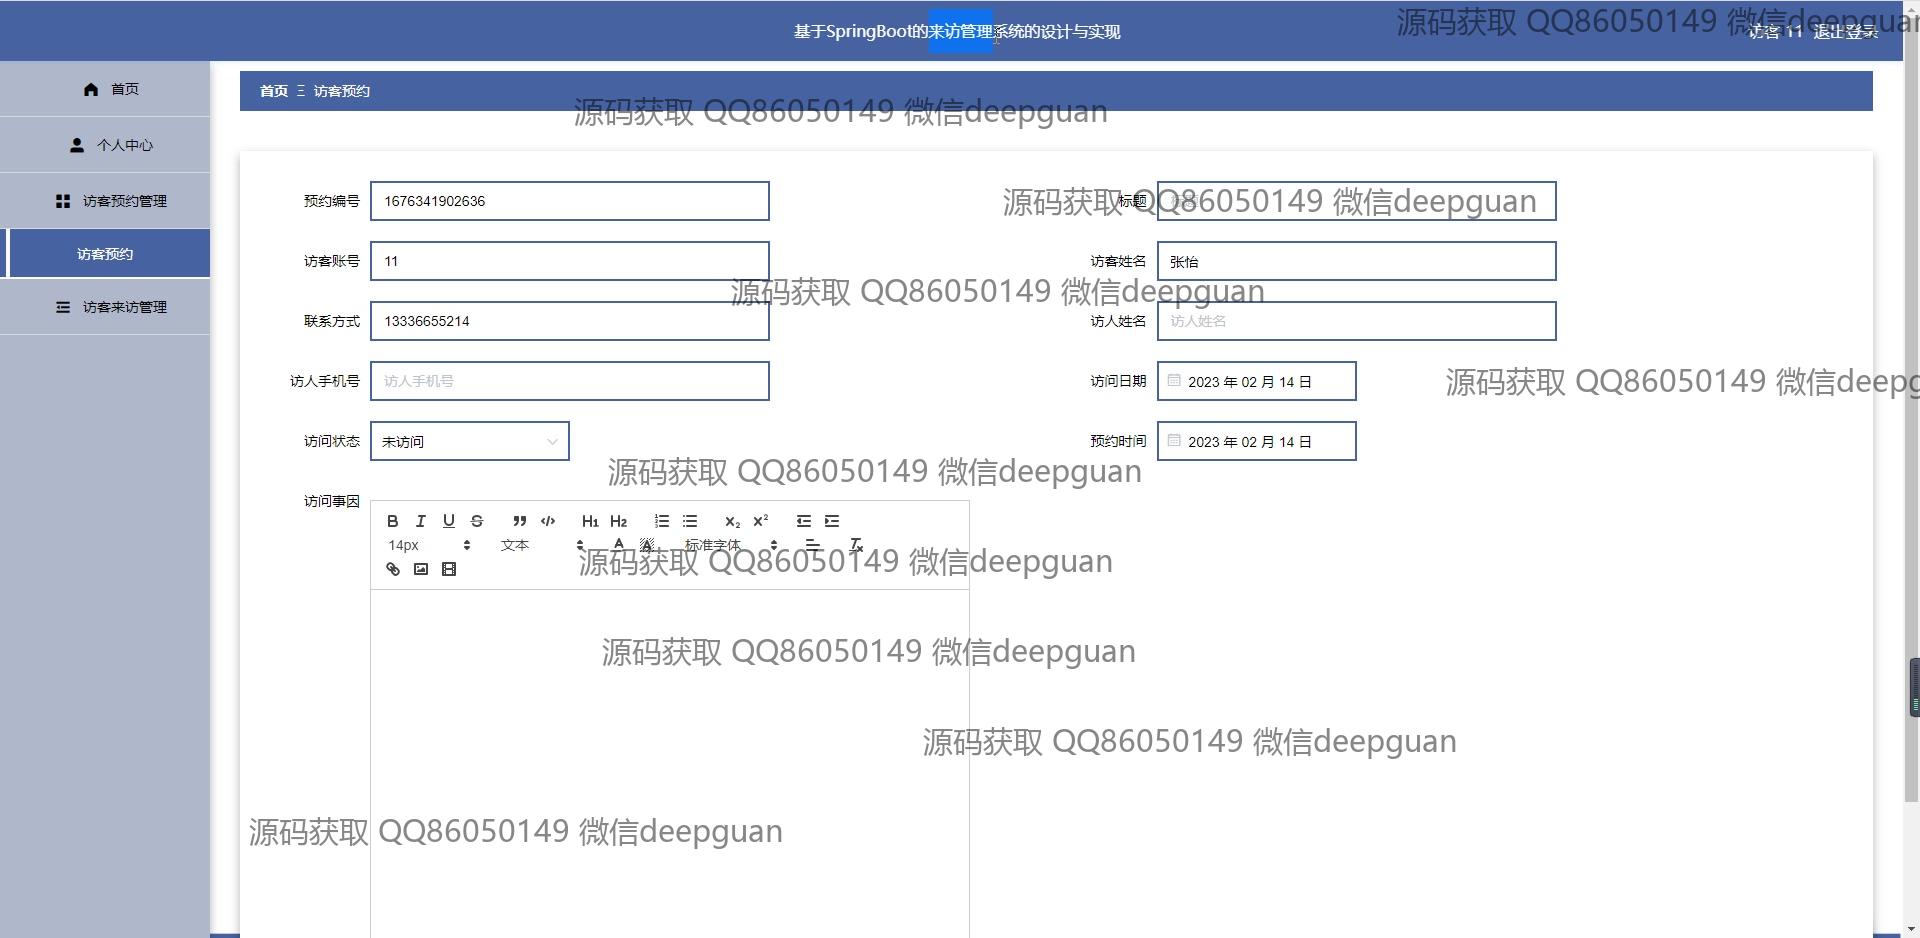 基于SpringBoot的来访管理系统的设计与实现
访客 11 退出登录
源码获取 QQ86050149 微信deepguan
首页
个人中心
访客预约管理
访客预约
访客来访管理
首页 Ξ 访客预约
源码获取 QQ86050149 微信deepguan
预约编号 1676341902636
标题
源码获取 QQ86050149 微信deepguan
访客账号 11
访客姓名 张怡
源码获取 QQ86050149 微信deepguan
联系方式 13336655214
访人姓名 访人姓名
访人手机号 访人手机号
访问日期 2023 年 02 月 14 日
源码获取 QQ86050149 微信deepg
访问状态 未访问
预约时间 2023 年 02 月 14 日
源码获取 QQ86050149 微信deepguan
访问事因
B I U S H1 H2 X2 X2
14px 文本 A A 标准字体 Tx
源码获取 QQ86050149 微信deepguan
源码获取 QQ86050149 微信deepguan
源码获取 QQ86050149 微信deepguan
源码获取 QQ86050149 微信deepguan